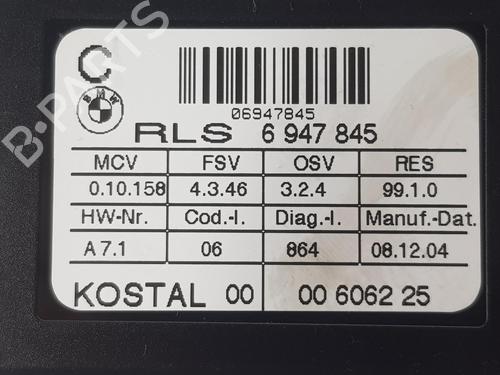 C
BMW
06947845
RLS 6 947 845
MCV FSV OSV RES
0.10.158 4.3.46 3.2.4 99.1.0
HW-Nr. Cod.-I. Diag.-I. Manuf.-Dat.
A 7.1 06 864 08.12.04
KOSTAL 00 00 606 2 25
B-PARTS